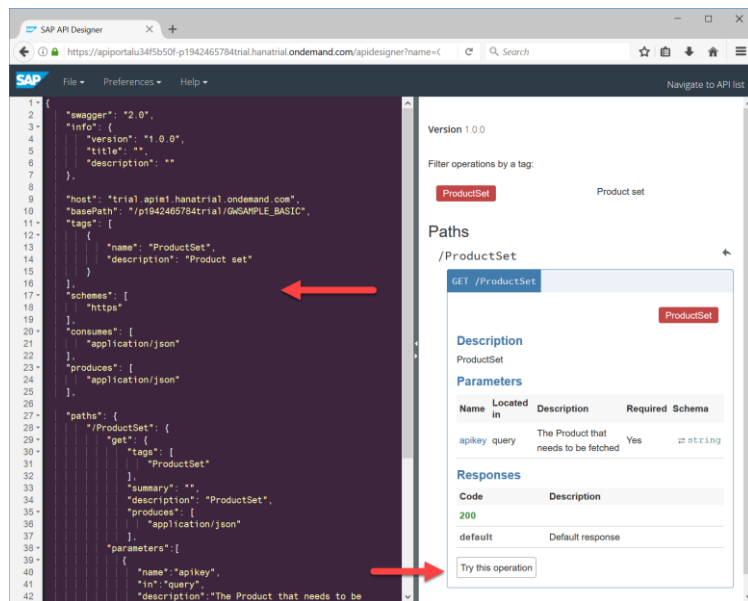 SAP API Designer
https://apiportalu34f5b50f-p1942465784trial.hanatrial.ondemand.com/apidesigner?name=(
Search
SAP File Preferences Help Navigate to API list
1 {
2 "swagger": "2.0",
3 "info": {
4 "version": "1.0.0",
5 "title": "",
6 "description": ""
7 },
8
9 "host": "trial.apim1.hanatrial.ondemand.com",
10 "basePath": "/p1942465784trial/GWSAMPLE_BASIC",
11 "tags": [
12 {
13 "name": "ProductSet",
14 "description": "Product set"
15 }
16 ],
17 "schemes": [
18 "https"
19 ],
20 "consumes": [
21 "application/json"
22 ],
23 "produces": [
24 "application/json"
25 ],
26
27 "paths": {
28 "/ProductSet": {
29 "get": {
30 "tags": [
31 "ProductSet"
32 ],
33 "summary": "",
34 "description": "ProductSet",
35 "produces": [
36 "application/json"
37 ],
38 "parameters":[
39 {
40 "name":"apikey",
41 "in":"query",
42 "description":"The Product that needs to be
Version 1.0.0
Filter operations by a tag:
ProductSet Product set
Paths
/ProductSet
GET /ProductSet
ProductSet
Description
ProductSet
Parameters
Name Located in Description Required Schema
apikey query The Product that needs to be fetched Yes string
Responses
Code Description
200
default Default response
Try this operation